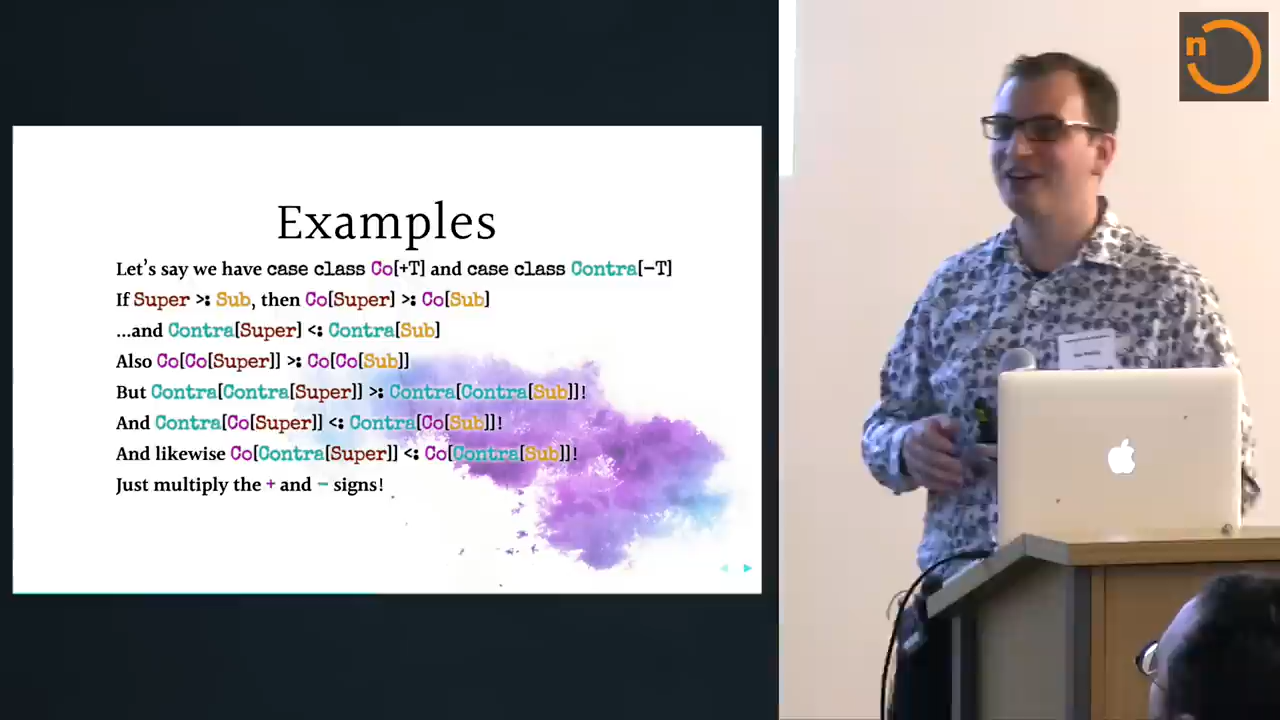 n
Examples
Let's say we have case class Co[+T] and case class Contra[−T]
If Super >: Sub, then Co[Super] >: Co[Sub]
...and Contra[Super] <: Contra[Sub]
Also Co[Co[Super]] >: Co[Co[Sub]]
But Contra[Contra[Super]] >: Contra[Contra[Sub]]!
And Contra[Co[Super]] <: Contra[Co[Sub]]!
And likewise Co[Contra[Super]] <: Co[Contra[Sub]]!
Just multiply the + and − signs!